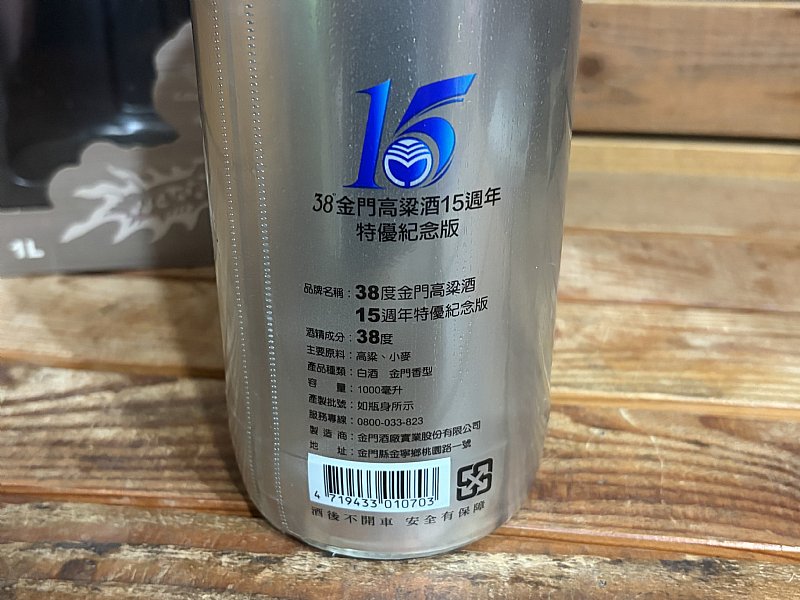 1L
15
38°金門高粱酒15週年
特優紀念版
品牌名稱：38度金門高粱酒
15週年特優紀念版
酒精成分：38度
主要原料：高粱、小麥
產品種類：白酒 金門香型
容 量：1000毫升
產製批號：如瓶身所示
服務專線：0800-033-823
製 造 商：金門酒廠實業股份有限公司
地 址：金門縣金寧鄉桃園路一號
4 719433 010703
酒後不開車 安全有保障